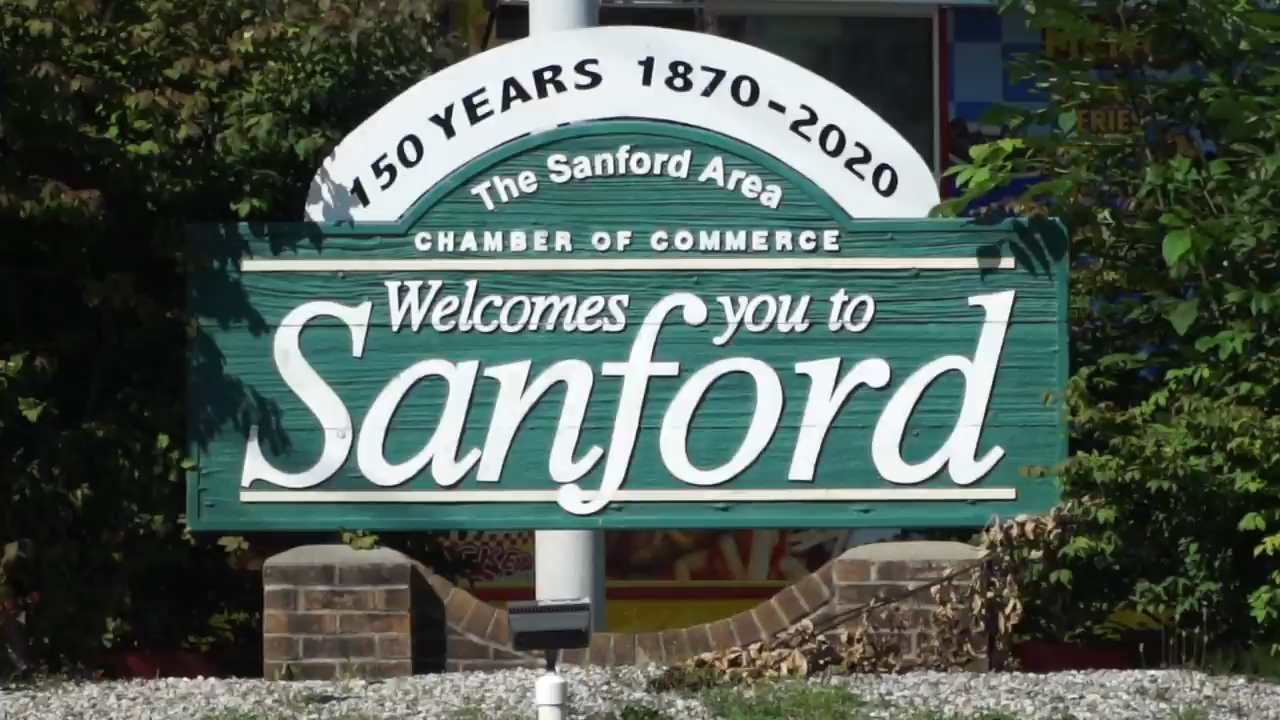 150 YEARS 1870-2020
The Sanford Area
CHAMBER OF COMMERCE
Welcomes you to
Sanford